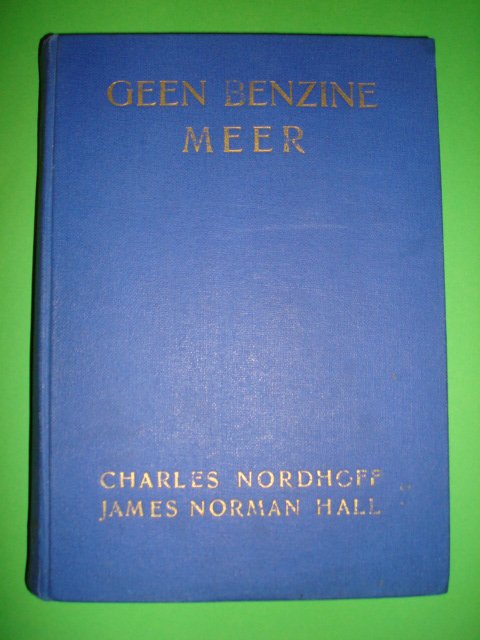 GEEN BENZINE
MEER
CHARLES NORDHOFF
JAMES NORMAN HALL